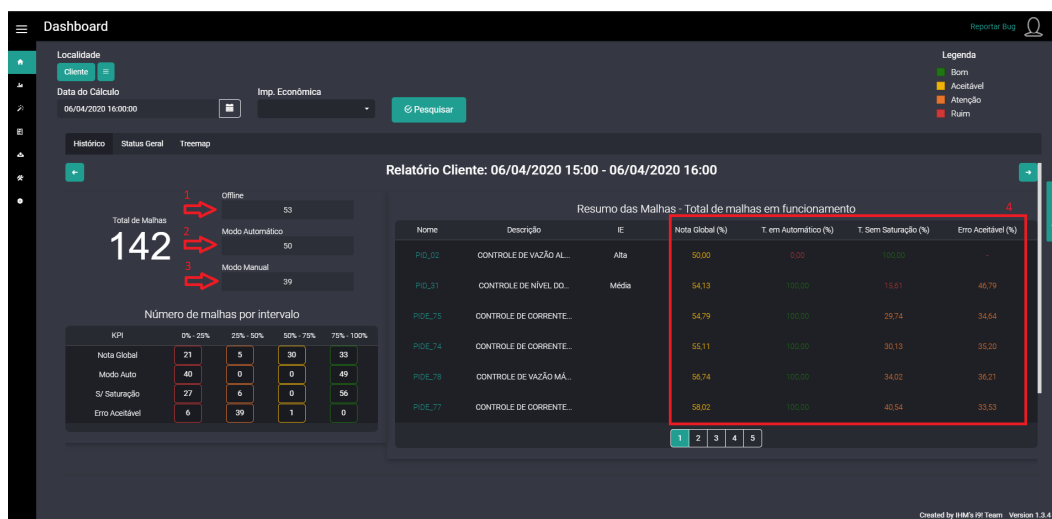 Dashboard
Reportar Bug
Localidade
Cliente
Legenda
Bom
Aceitável
Atenção
Ruim
Data do Cálculo
Imp. Econômica
06/04/2020 16:00:00
Pesquisar
Histórico Status Geral Treemap
Relatório Cliente: 06/04/2020 15:00 - 06/04/2020 16:00
Total de Malhas
142
1
Offline
53
2
Modo Automático
50
3
Modo Manual
39
Número de malhas por intervalo
KPI 0% - 25% 25% - 50% 50% - 75% 75% - 100%
Nota Global 21 5 30 33
Modo Auto 40 0 0 49
S/ Saturação 27 6 0 56
Erro Aceitável 6 39 1 0
Resumo das Malhas - Total de malhas em funcionamento
4
Nome Descrição IE Nota Global (%) T. em Automático (%) T. Sem Saturação (%) Erro Aceitável (%)
PID_02 CONTROLE DE VAZÃO AL... Alta 50,00 0,00 100,00 -
PID_31 CONTROLE DE NÍVEL DO... Média 54,13 100,00 15,61 46,79
PIDE_75 CONTROLE DE CORRENTE... 54,79 100,00 29,74 34,64
PIDE_74 CONTROLE DE CORRENTE... 55,11 100,00 30,13 35,20
PIDE_78 CONTROLE DE VAZÃO MÁ... 56,74 100,00 34,02 36,21
PIDE_77 CONTROLE DE CORRENTE... 58,02 100,00 40,54 33,53
1 2 3 4 5
Created by IHM's i9! Team Version 1.3.4